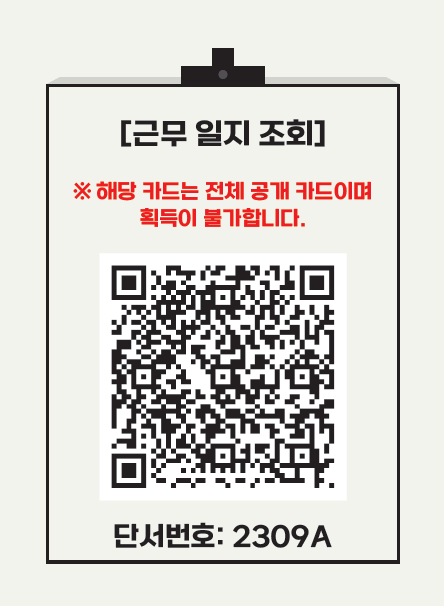 [근무 일지 조회]
※ 해당 카드는 전체 공개 카드이며
획득이 불가합니다.
단서번호: 2309A